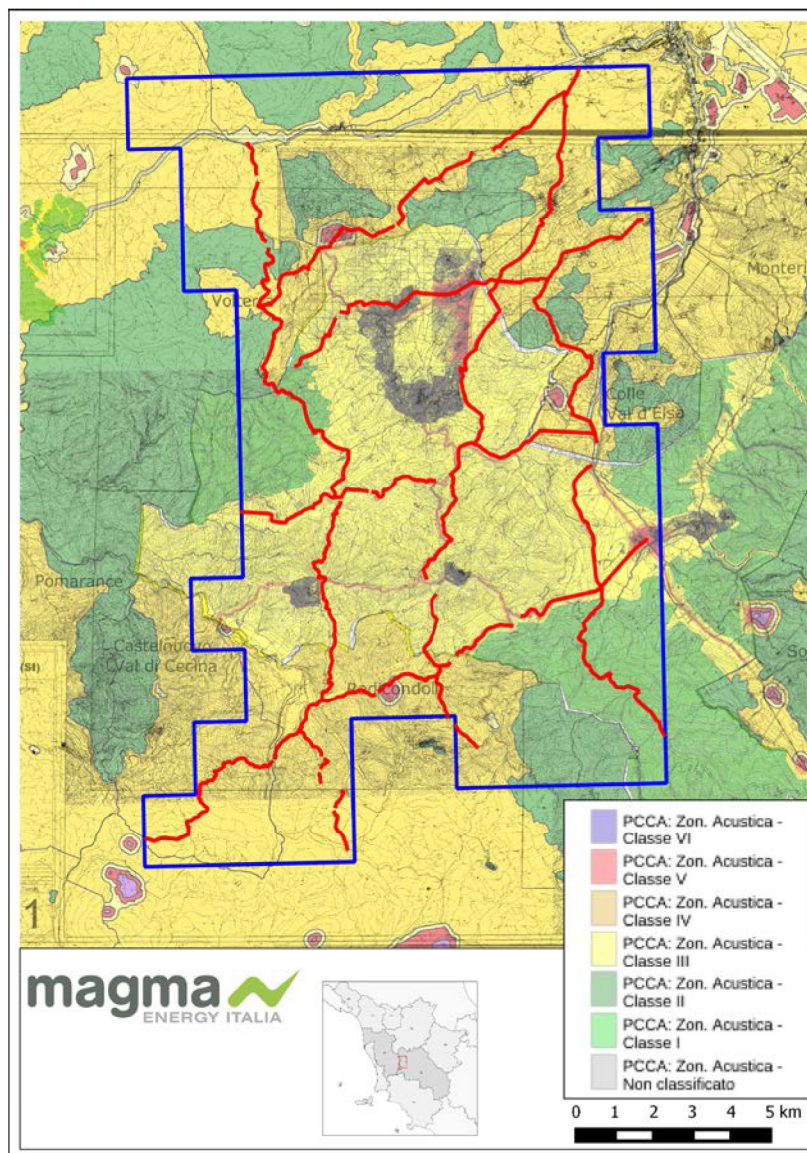 Volterra
Monteri
Colle
Val d'Elsa
Pomarance
Castelnuovo
Val di Cecina
(SI)
So
Radicondoli
1
PCCA: Zon. Acustica -
Classe VI
PCCA: Zon. Acustica -
Classe V
PCCA: Zon. Acustica -
Classe IV
PCCA: Zon. Acustica -
Classe III
PCCA: Zon. Acustica -
Classe II
PCCA: Zon. Acustica -
Classe I
PCCA: Zon. Acustica -
Non classificato
magma
ENERGY ITALIA
0 1 2 3 4 5 km